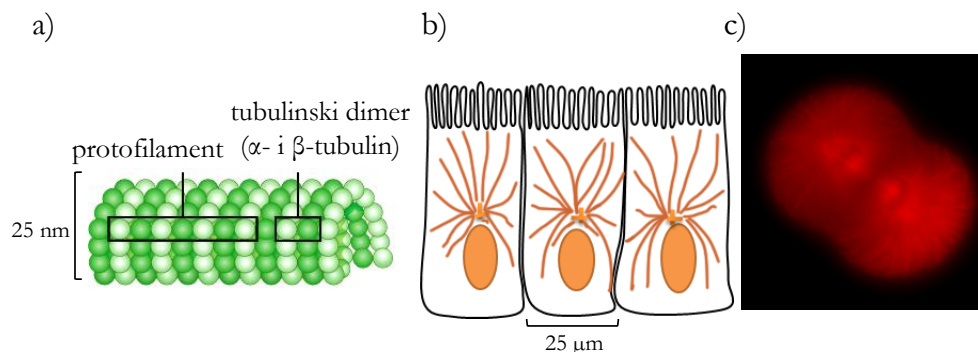 a)
b)
c)
tubulinski dimer
(α- i β-tubulin)
protofilament
25 nm
25 μm